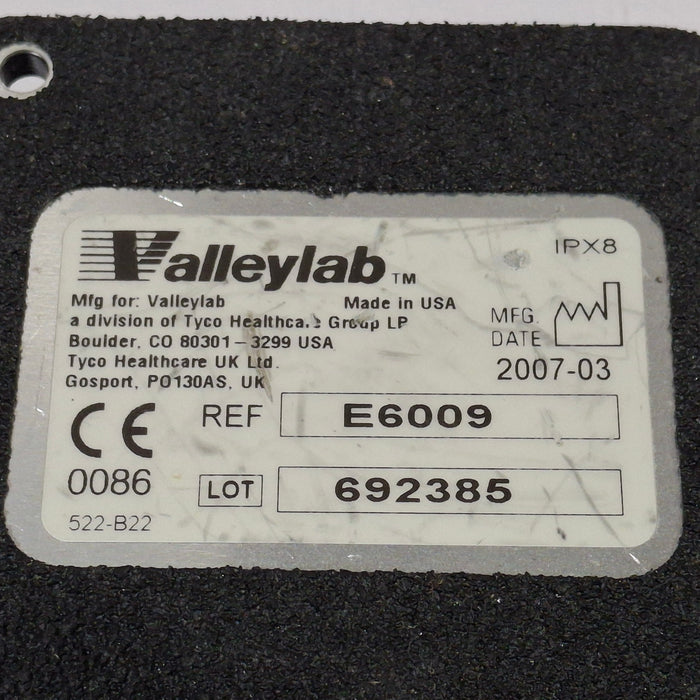 Valleylab™
IPX8
Mfg for: Valleylab Made in USA
a division of Tyco Healthcare Group LP
Boulder, CO 80301-3299 USA
Tyco Healthcare UK Ltd.
Gosport, PO130AS, UK
MFG.
DATE
2007-03
CE
0086
REF E6009
LOT 692385
522-B22